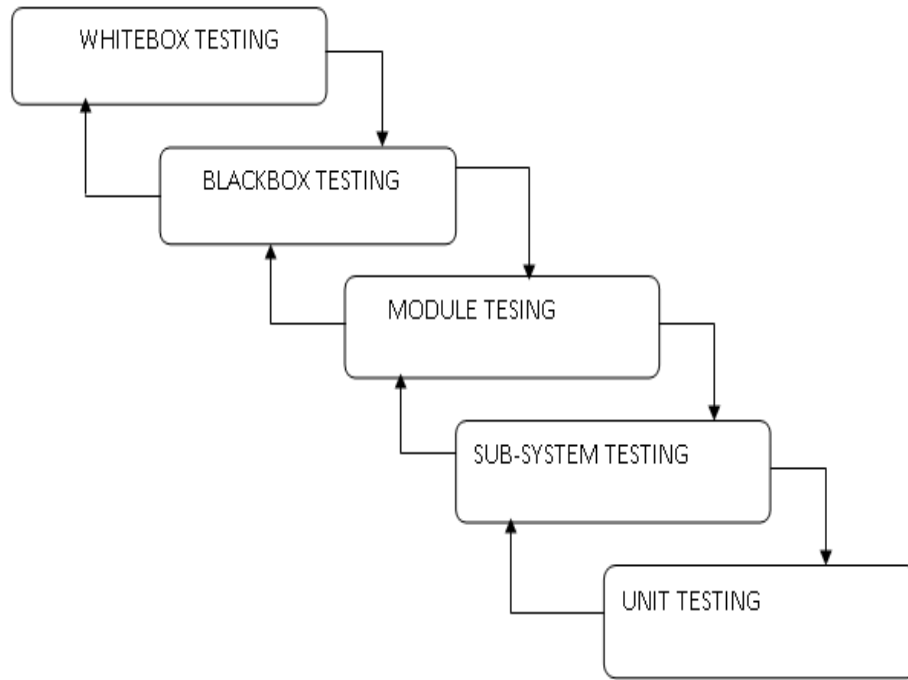 WHITEBOX TESTING
BLACKBOX TESTING
MODULE TESING
SUB-SYSTEM TESTING
UNIT TESTING